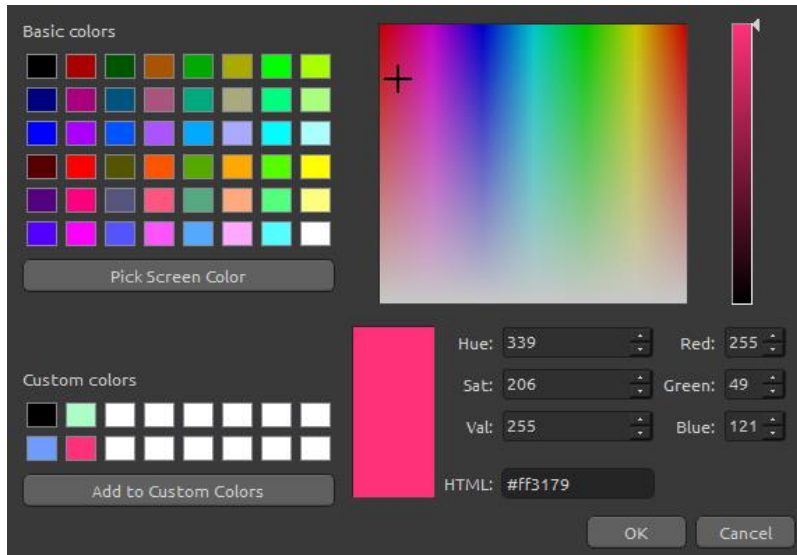 Basic colors
Pick Screen Color
Custom colors
Add to Custom Colors
Hue: 339 Red: 255
Sat: 206 Green: 49
Val: 255 Blue: 121
HTML: #ff3179
OK Cancel